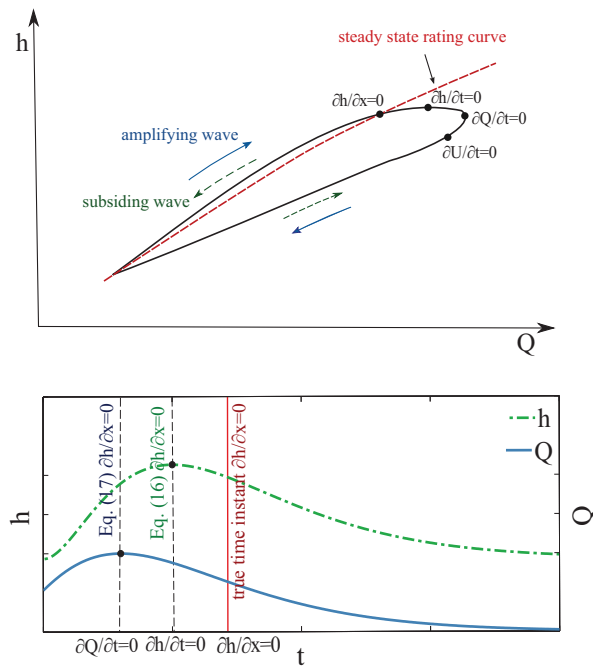 h
steady state rating curve
∂h/∂x=0
∂h/∂t=0
∂Q/∂t=0
∂U/∂t=0
amplifying wave
subsiding wave
Q
Eq. (17) ∂h/∂x=0
Eq. (16) ∂h/∂x=0
true time instant ∂h/∂x=0
h
Q
h
Q
∂Q/∂t=0
∂h/∂t=0
∂h/∂x=0
t